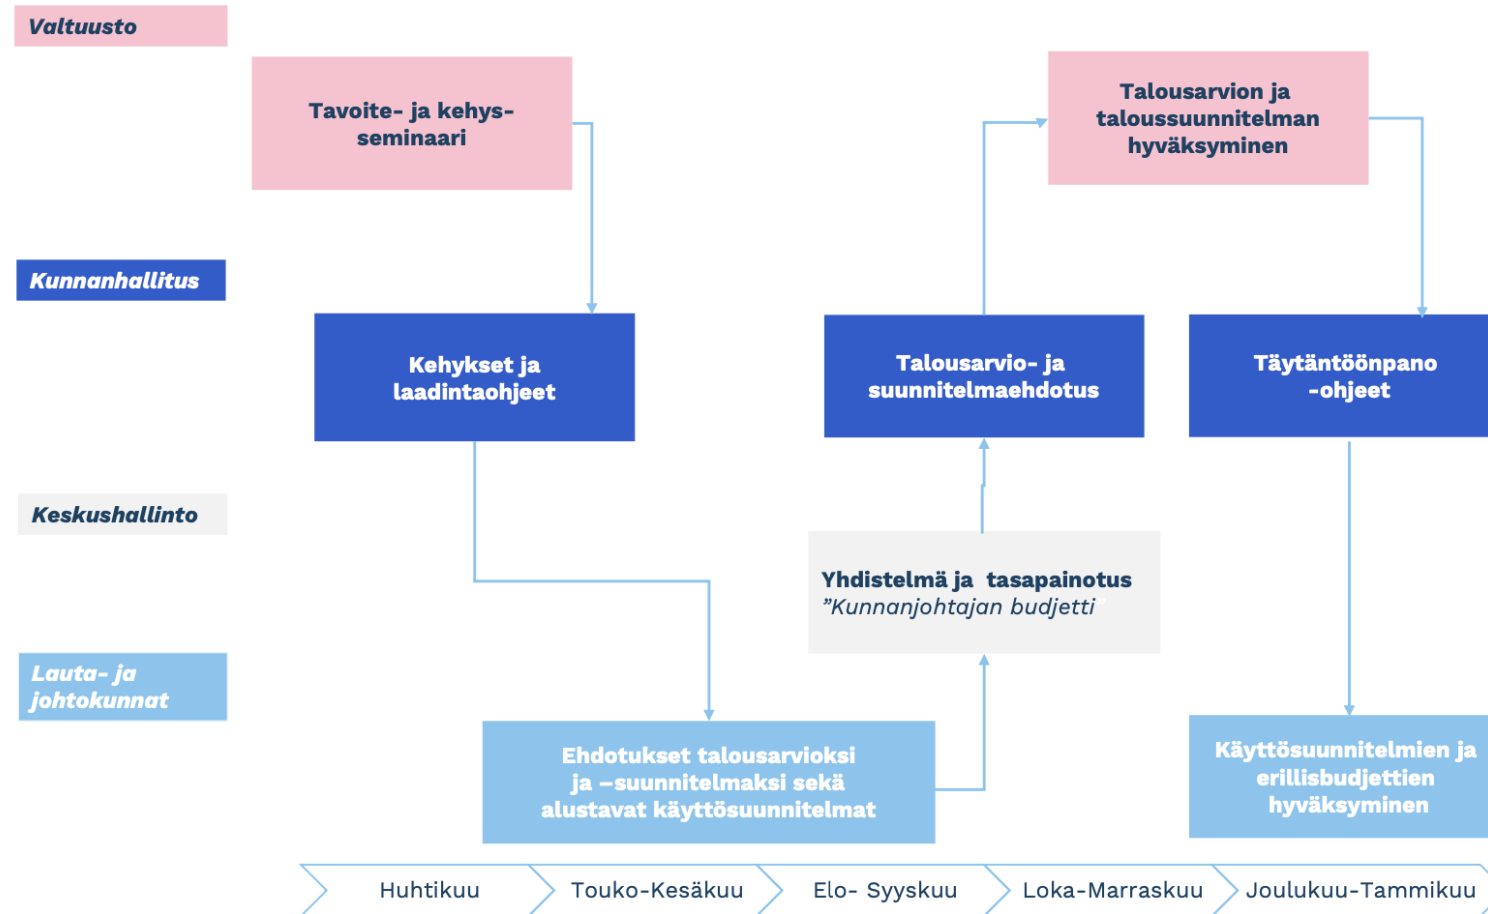 Valtuusto
Tavoite- ja kehys-
seminaari
Talousarvion ja
taloussuunnitelman
hyväksyminen
Kunnanhallitus
Kehykset ja
laadintaohjeet
Talousarvio- ja
suunnitelmaehdotus
Täytäntöönpano
-ohjeet
Keskushallinto
Yhdistelmä ja  tasapainotus
”Kunnanjohtajan budjetti”
Lauta- ja
johtokunnat
Ehdotukset talousarvioksi
ja –suunnitelmaksi sekä
alustavat käyttösuunnitelmat
Käyttösuunnitelmien ja
erillisbudjettien
hyväksyminen
Huhtikuu
Touko-Kesäkuu
Elo- Syyskuu
Loka-Marraskuu
Joulukuu-Tammikuu